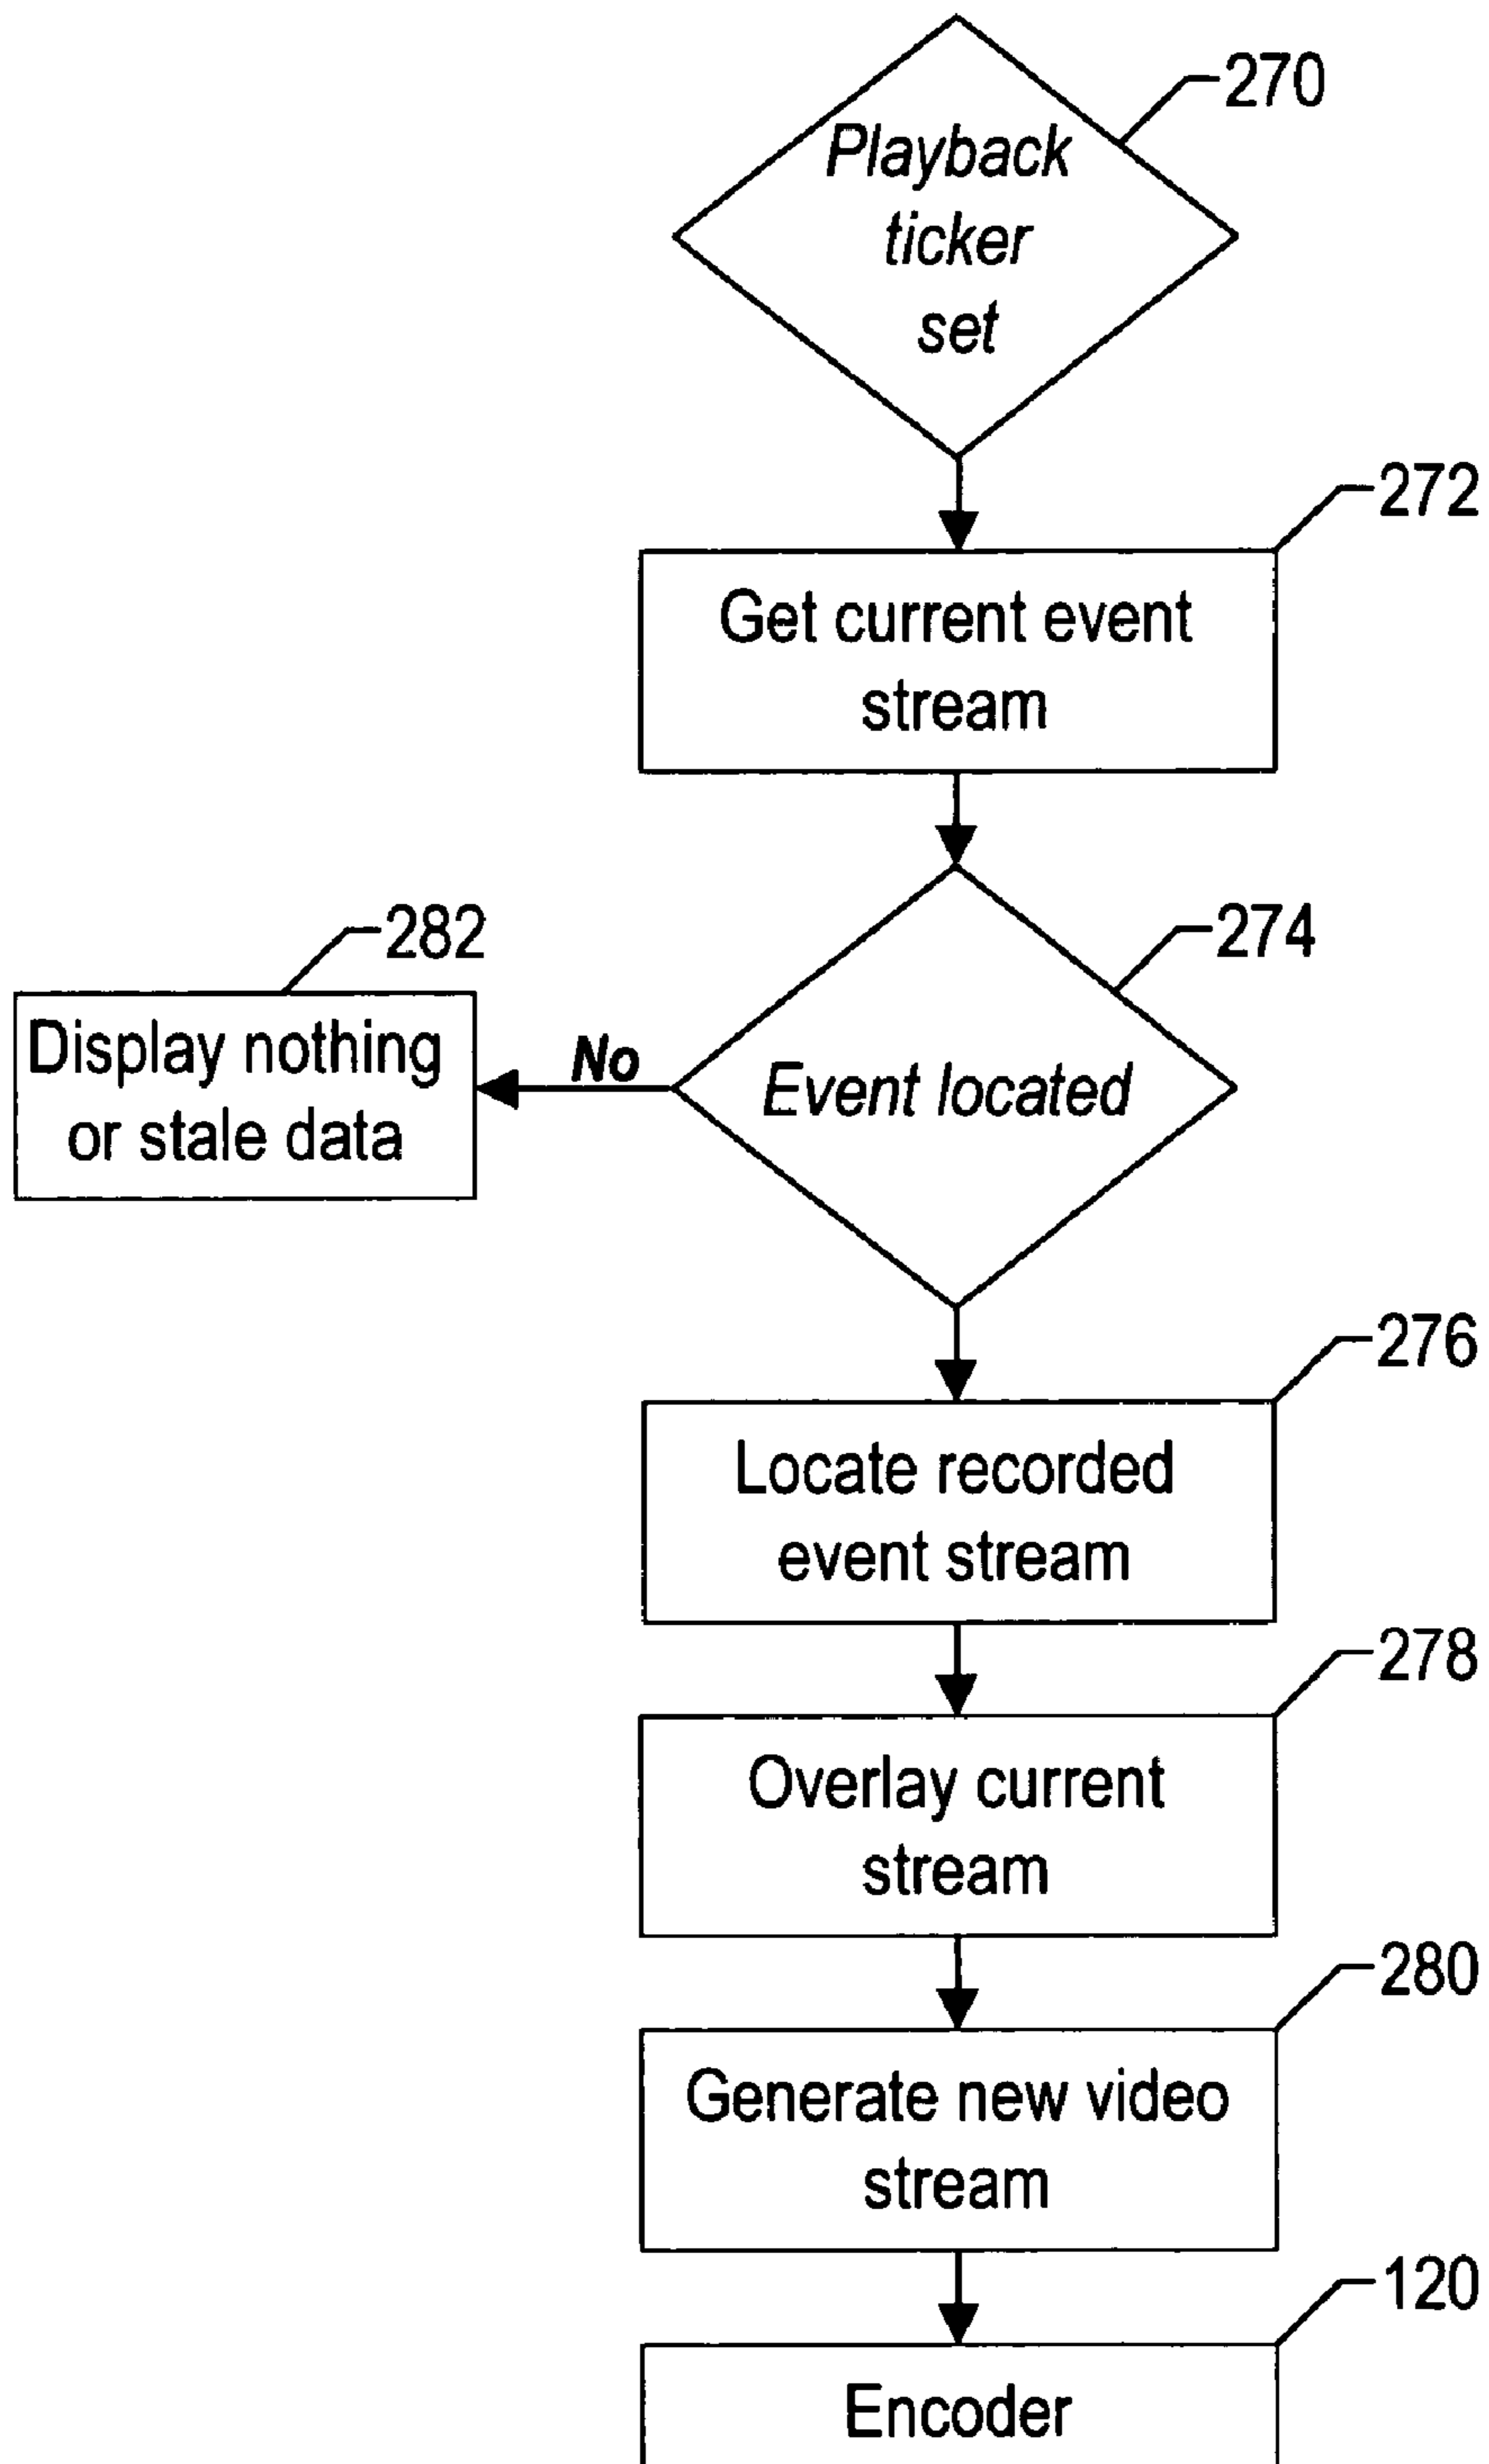 270
Playback
ticker
set
272
Get current event
stream
282
274
Display nothing
or stale data
No
Event located
276
Locate recorded
event stream
278
Overlay current
stream
280
Generate new video
stream
120
Encoder